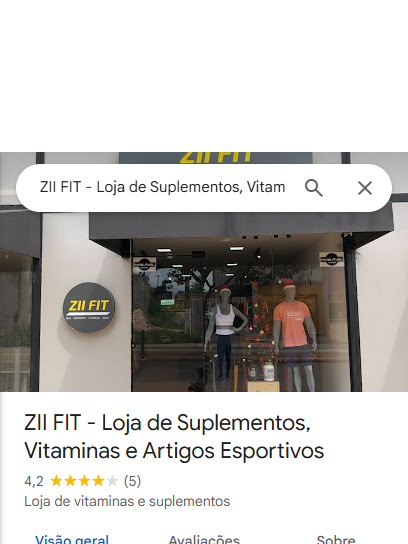 ZII FIT
ZII FIT - Loja de Suplementos, Vitam
ZII FIT
ZII FIT - Loja de Suplementos,
Vitaminas e Artigos Esportivos
4,2 (5)
Loja de vitaminas e suplementos
Visão geral Avaliações Sobre